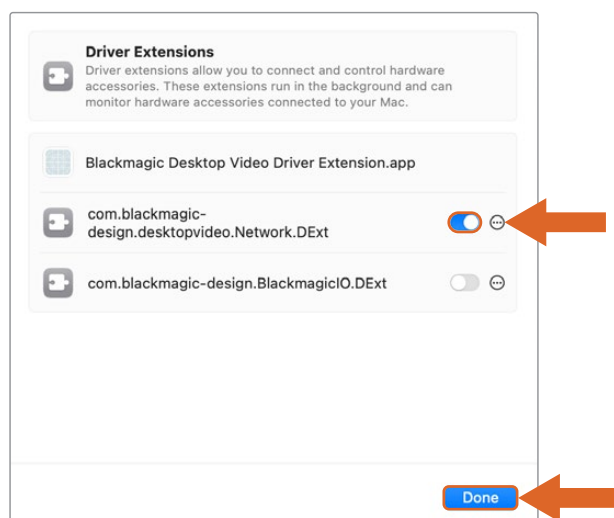 Driver Extensions
Driver extensions allow you to connect and control hardware
accessories. These extensions run in the background and can
monitor hardware accessories connected to your Mac.
Blackmagic Desktop Video Driver Extension.app
com.blackmagic-
design.desktopvideo.Network.DExt
com.blackmagic-design.BlackmagicIO.DExt
Done